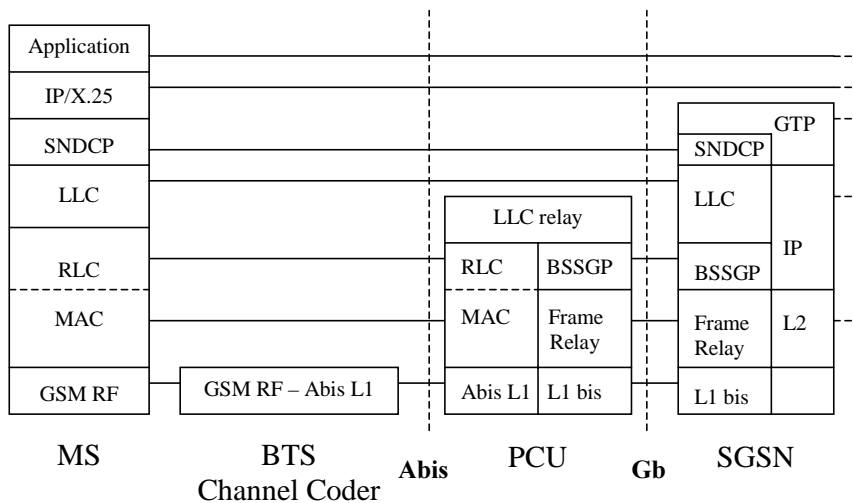 Application
IP/X.25
SNDCP
LLC
RLC
MAC
GSM RF
MS
GSM RF – Abis L1
BTS
Channel Coder
Abis
LLC relay
RLC
BSSGP
MAC
Frame
Relay
Abis L1
L1 bis
PCU
Gb
GTP
SNDCP
LLC
IP
BSSGP
Frame
Relay
L2
L1 bis
SGSN